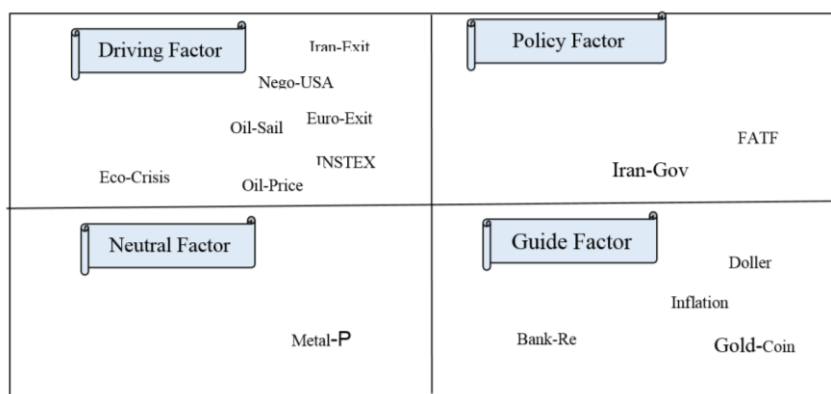 Driving Factor
Iran-Exit
Nego-USA
Oil-Sail
Euro-Exit
INSTEX
Eco-Crisis
Oil-Price
Policy Factor
FATF
Iran-Gov
Neutral Factor
Metal-P
Guide Factor
Doller
Inflation
Bank-Re
Gold-Coin